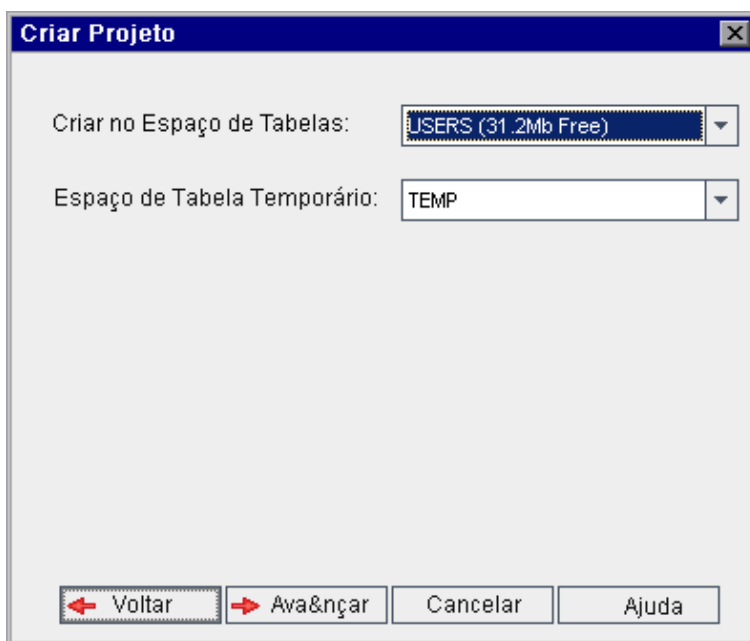 Criar Projeto
Criar no Espaço de Tabelas: USERS (31.2Mb Free)
Espaço de Tabela Temporário: TEMP
Voltar Ava&nçar Cancelar Ajuda